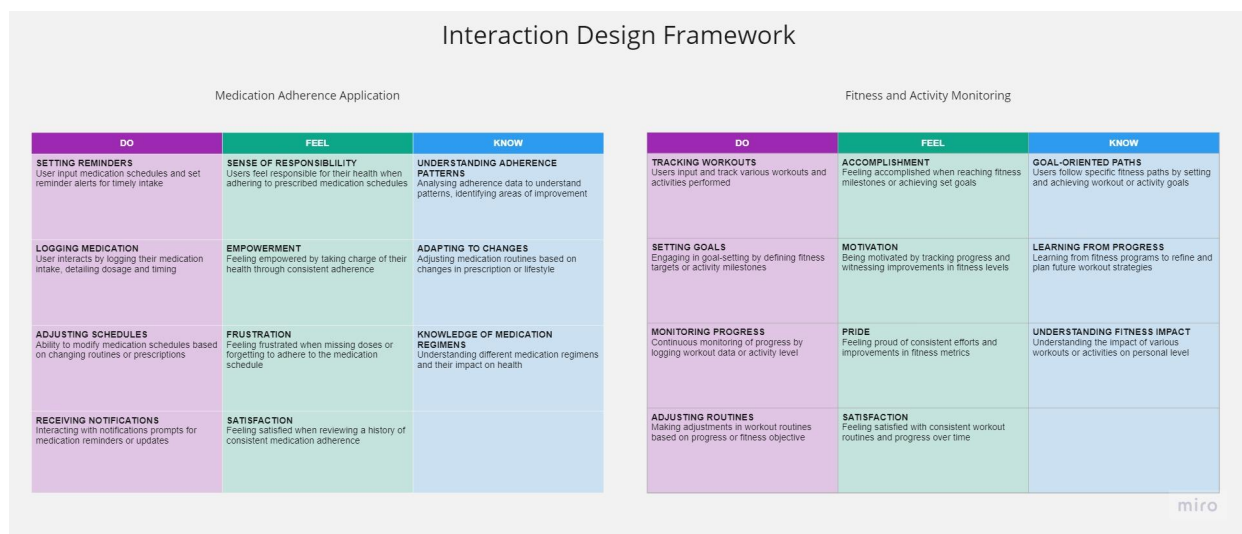 Interaction Design Framework
Medication Adherence Application
DO
FEEL
KNOW
SETTING REMINDERS
User input medication schedules and set
reminder alerts for timely intake
SENSE OF RESPONSIBLILITY
Users feel responsible for their health when
adhering to prescribed medication schedules
UNDERSTANDING ADHERENCE
PATTERNS
Analysing adherence data to understand
patterns, identifying areas of improvement
LOGGING MEDICATION
User interacts by logging their medication
intake, detailing dosage and timing
EMPOWERMENT
Feeling empowered by taking charge of their
health through consistent adherence
ADAPTING TO CHANGES
Adjusting medication routines based on
changes in prescription or lifestyle
ADJUSTING SCHEDULES
Ability to modify medication schedules based
on changing routines or prescriptions
FRUSTRATION
Feeling frustrated when missing doses or
forgetting to adhere to the medication
schedule
KNOWLEDGE OF MEDICATION
REGIMENS
Understanding different medication regimens
and their impact on health
RECEIVING NOTIFICATIONS
Interacting with notifications prompts for
medication reminders or updates
SATISFACTION
Feeling satisfied when reviewing a history of
consistent medication adherence
Fitness and Activity Monitoring
DO
FEEL
KNOW
TRACKING WORKOUTS
Users input and track various workouts and
activities performed
ACCOMPLISHMENT
Feeling accomplished when reaching fitness
milestones or achieving set goals
GOAL-ORIENTED PATHS
Users follow specific fitness paths by setting
and achieving workout or activity goals
SETTING GOALS
Engaging in goal-setting by defining fitness
targets or activity milestones
MOTIVATION
Being motivated by tracking progress and
witnessing improvements in fitness levels
LEARNING FROM PROGRESS
Learning from fitness programs to refine and
plan future workout strategies
MONITORING PROGRESS
Continuous monitoring of progress by
logging workout data or activity level
PRIDE
Feeling proud of consistent efforts and
improvements in fitness metrics
UNDERSTANDING FITNESS IMPACT
Understanding the impact of various
workouts or activities on personal level
ADJUSTING ROUTINES
Making adjustments in workout routines
based on progress or fitness objective
SATISFACTION
Feeling satisfied with consistent workout
routines and progress over time
miro